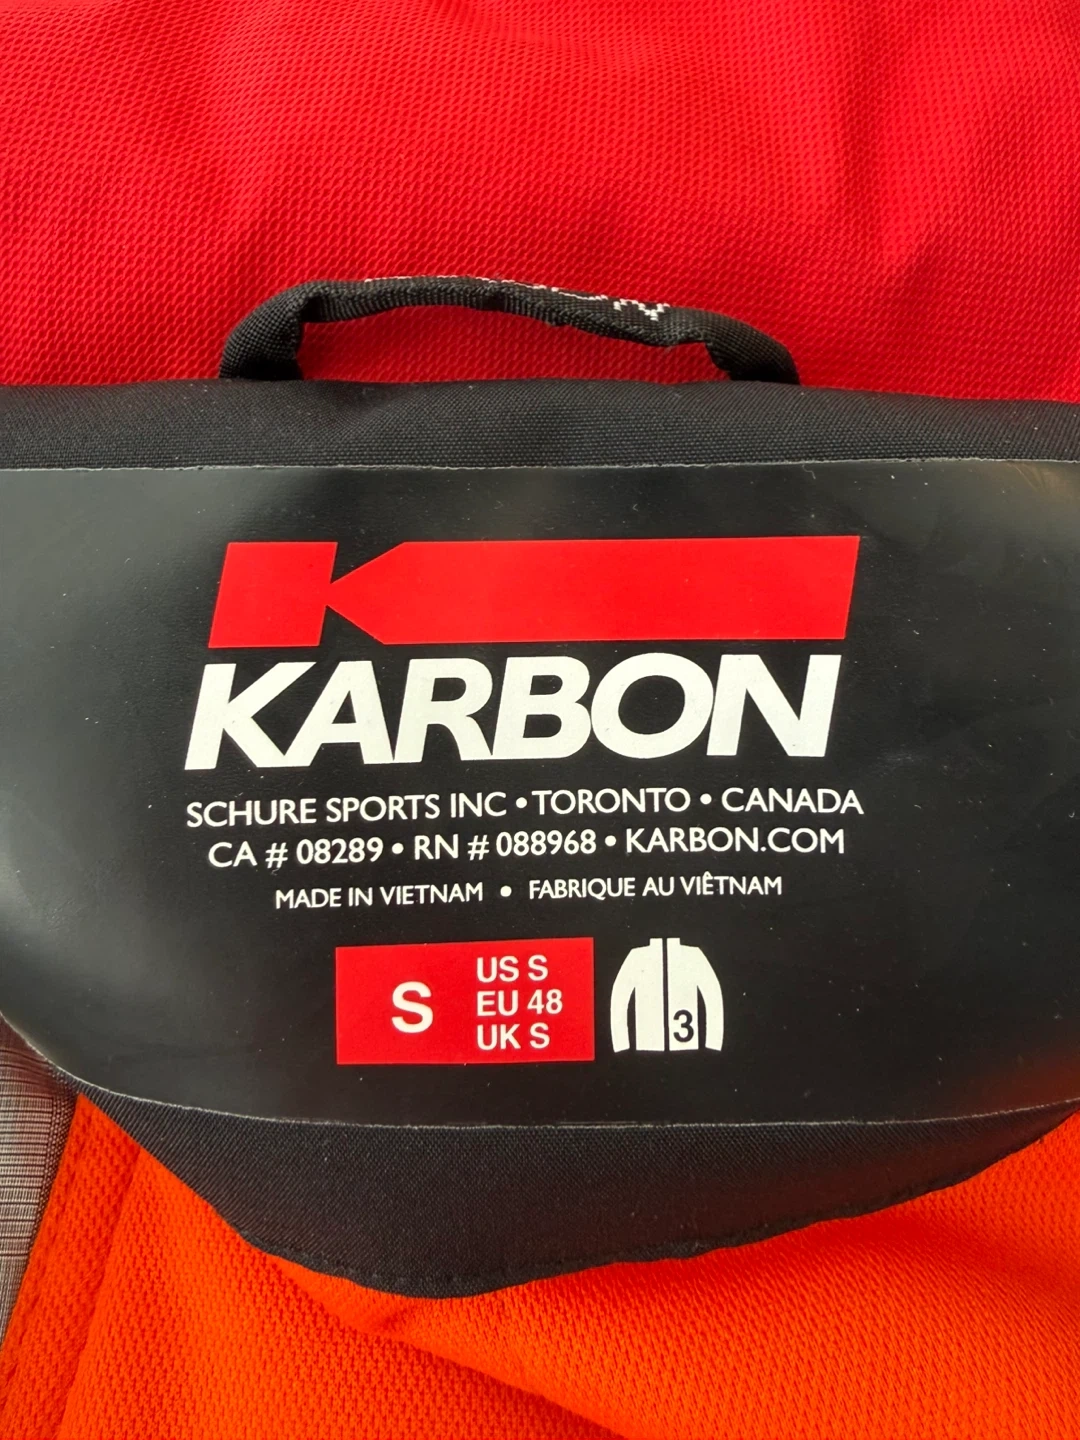 KARBON
SCHURE SPORTS INC • TORONTO • CANADA
CA # 08289 • RN # 088968 • KARBON.COM
MADE IN VIETNAM • FABRIQUE AU VIÊTNAM
S
US S
EU 48
UK S
3